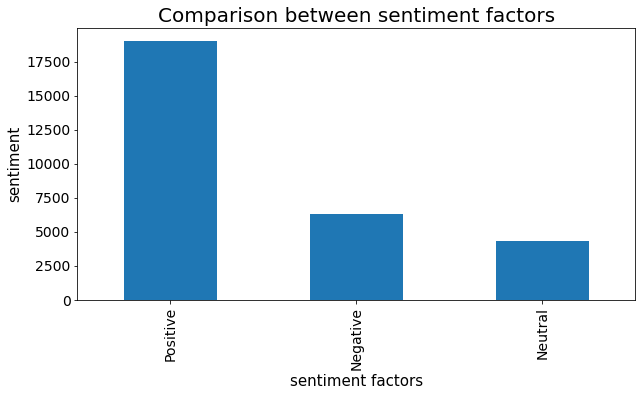 Comparison between sentiment factors
sentiment
17500
15000
12500
10000
7500
5000
2500
0
Positive
Negative
Neutral
sentiment factors